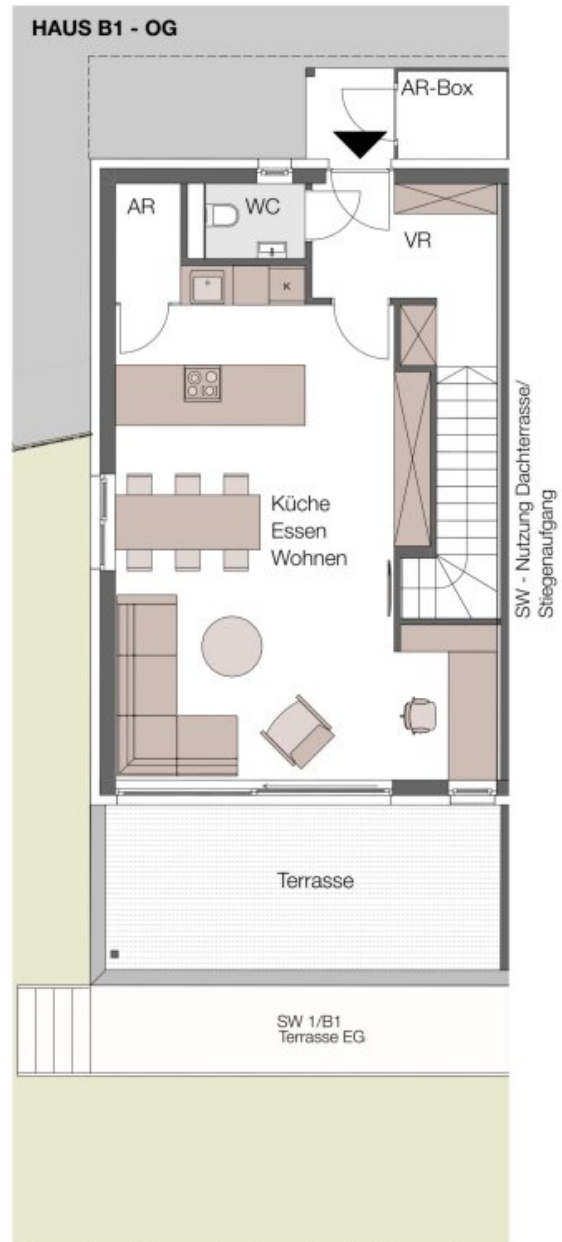 HAUS B1 - OG
AR-Box
AR
WC
VR
K
Küche
Essen
Wohnen
SW - Nutzung Dachterrasse/
Stiegenaufgang
Terrasse
SW 1/B1
Terrasse EG